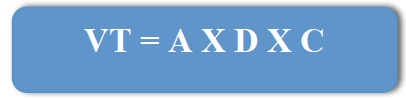 VT = A X D X C